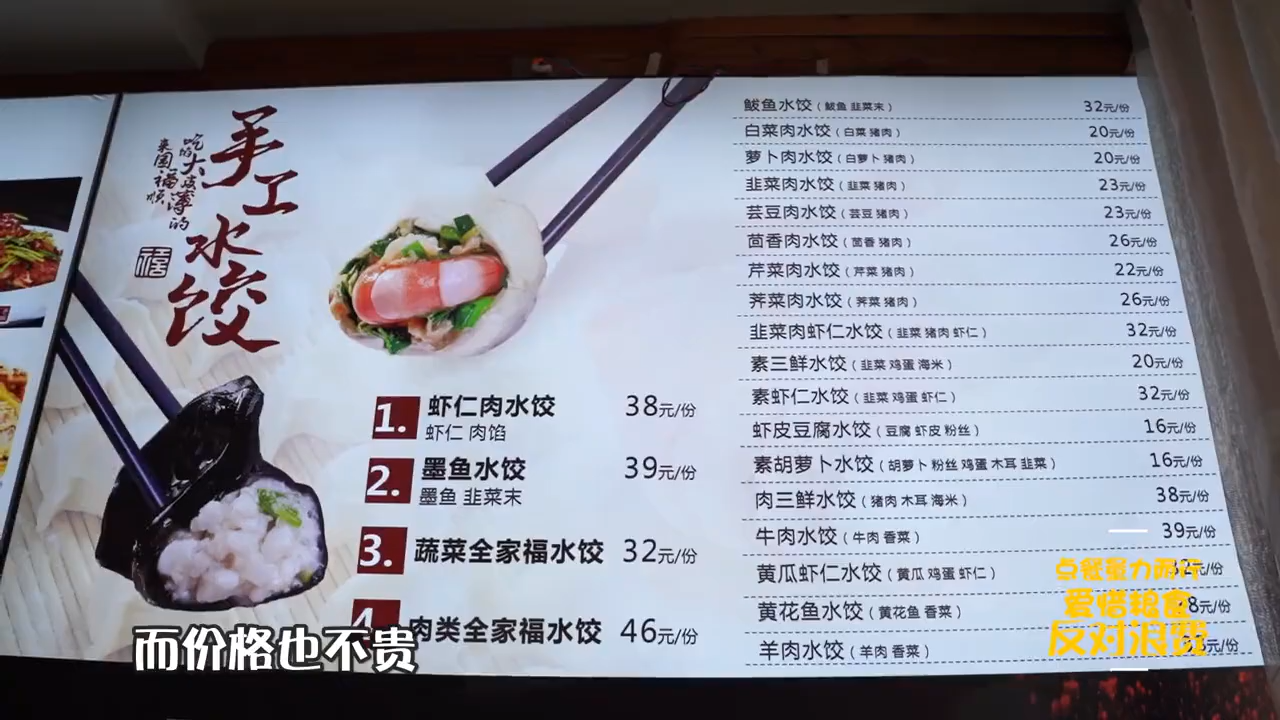 手工水饺
吃的大皮薄的
来园福顺
禧
1. 虾仁肉水饺 38元/份
虾仁 肉馅
2. 墨鱼水饺 39元/份
墨鱼 韭菜末
3. 蔬菜全家福水饺 32元/份
4. 肉类全家福水饺 46元/份
鲅鱼水饺(鲅鱼 韭菜末) 32元/份
白菜肉水饺(白菜 猪肉) 20元/份
萝卜肉水饺(白萝卜 猪肉) 20元/份
韭菜肉水饺(韭菜 猪肉) 23元/份
芸豆肉水饺(芸豆 猪肉) 23元/份
茴香肉水饺(茴香 猪肉) 26元/份
芹菜肉水饺(芹菜 猪肉) 22元/份
荠菜肉水饺(荠菜 猪肉) 26元/份
韭菜肉虾仁水饺(韭菜 猪肉 虾仁) 32元/份
素三鲜水饺(韭菜 鸡蛋 海米) 20元/份
素虾仁水饺(韭菜 鸡蛋 虾仁) 32元/份
虾皮豆腐水饺(豆腐 虾皮 粉丝) 16元/份
素胡萝卜水饺(胡萝卜 粉丝 鸡蛋 木耳 韭菜) 16元/份
肉三鲜水饺(猪肉 木耳 海米) 38元/份
牛肉水饺(牛肉 香菜) 39元/份
黄瓜虾仁水饺(黄瓜 鸡蛋 虾仁) 元/份
黄花鱼水饺(黄花鱼 香菜) 元/份
羊肉水饺(羊肉 香菜) 元/份
点餐量力而行
爱惜粮食
反对浪费
而价格也不贵